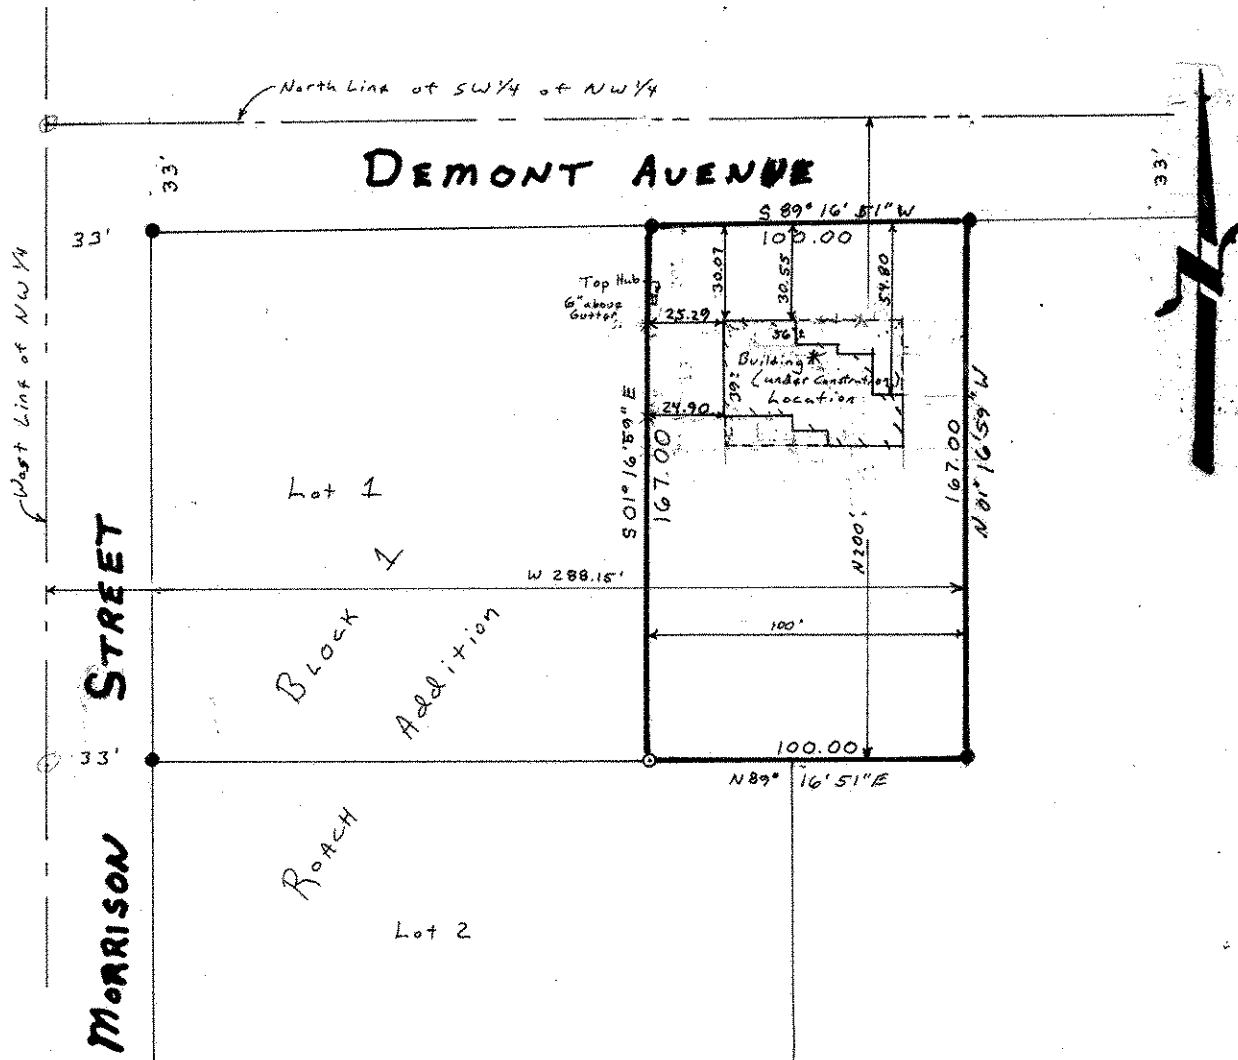 North Line of SW 1/4 of NW 1/4
33'
DEMONT AVENUE
33'
S 89° 16' 51" W
100.00
33'
West Line of NW 1/4
Top Hub
6" above
Gutter
30.07
30.55
54.80
25.29
56'±
Building *
(under Construction)
Location
39±
24.90
S 01° 16' 59" E
167.00
167.00
N 01° 16' 59" W
Lot 1
N 200'
W 288.15'
100'
Block 1
Roach Addition
33'
100.00
N 89° 16' 51" E
Lot 2
MORRISON STREET